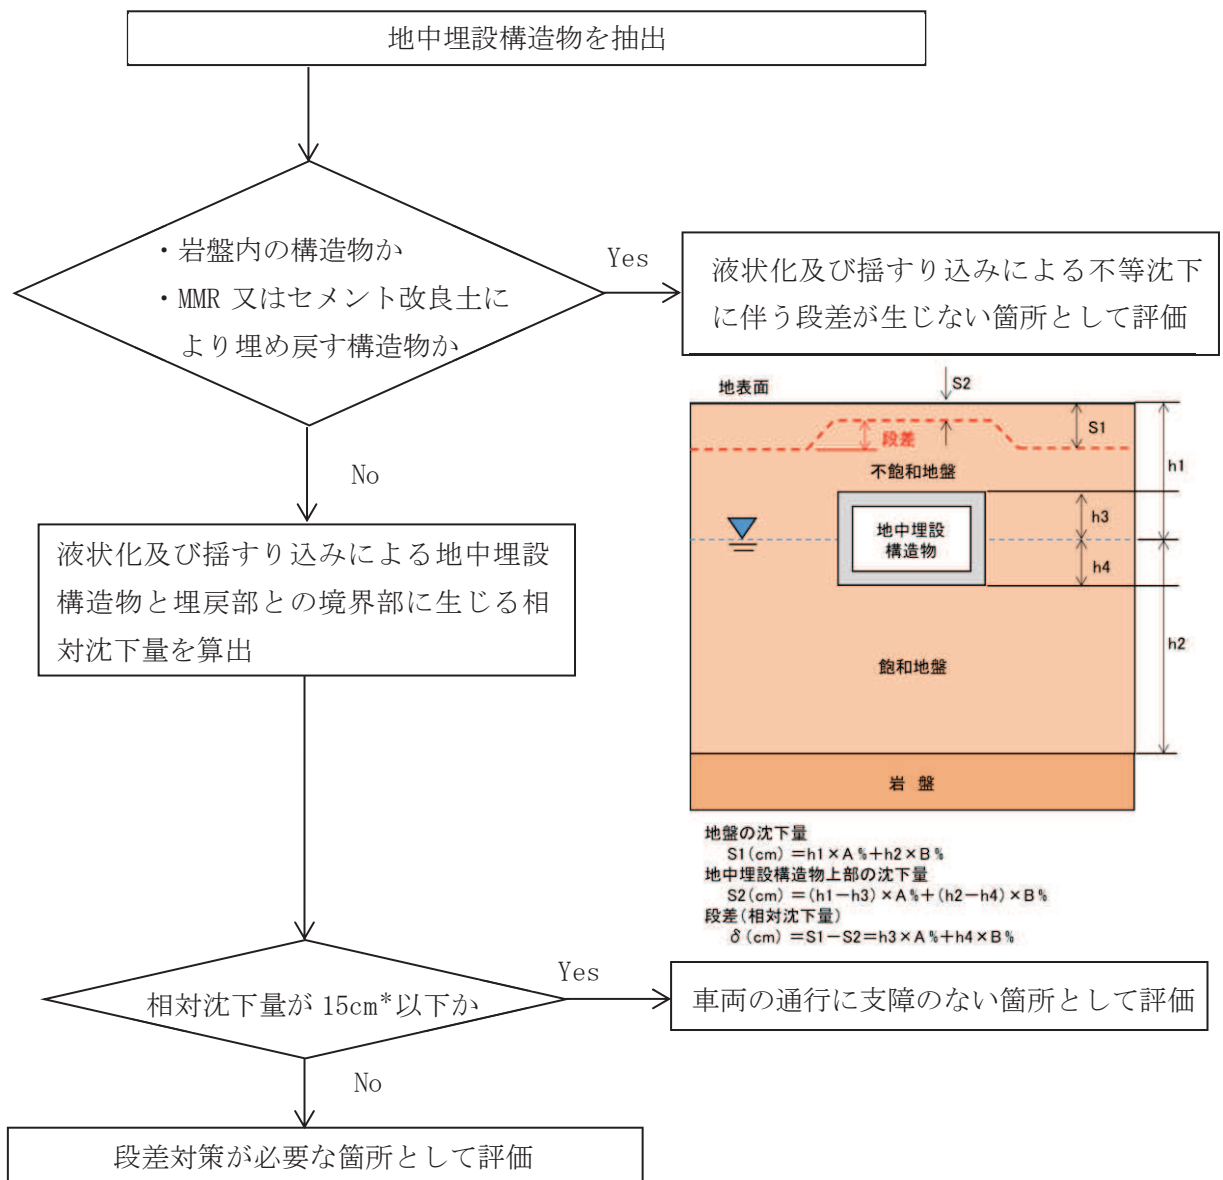 地中埋設構造物を抽出
・岩盤内の構造物か
・MMR 又はセメント改良土に
より埋め戻す構造物か
Yes
液状化及び揺すり込みによる不等沈下
に伴う段差が生じない箇所として評価
No
液状化及び揺すり込みによる地中埋設
構造物と埋戻部との境界部に生じる相
対沈下量を算出
地表面
S2
S1
段差
h1
不飽和地盤
h3
地中埋設
構造物
h4
h2
飽和地盤
岩 盤
地盤の沈下量
S1(cm) =h1×A%+h2×B%
地中埋設構造物上部の沈下量
S2(cm) =(h1-h3) ×A%+(h2-h4) ×B%
段差(相対沈下量)
δ(cm) =S1-S2=h3×A%+h4×B%
相対沈下量が 15cm*以下か
Yes
車両の通行に支障のない箇所として評価
No
段差対策が必要な箇所として評価